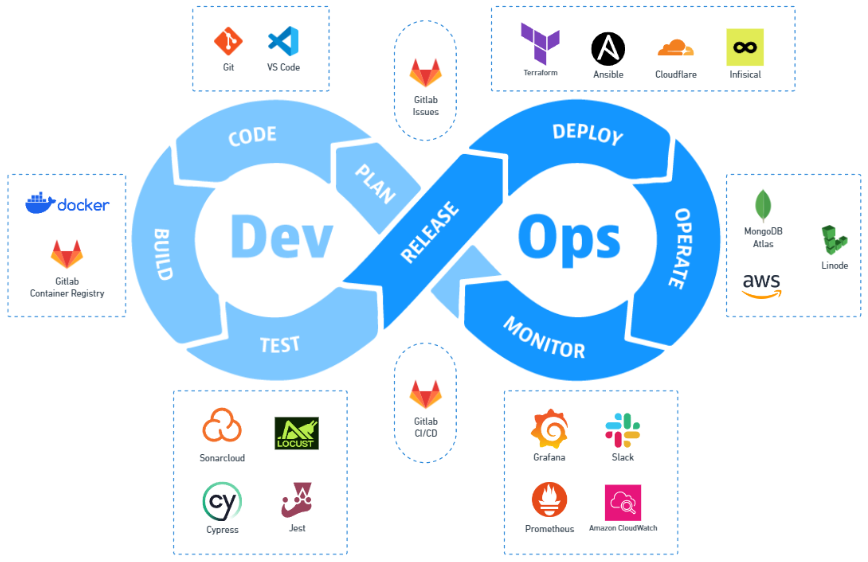 Git
VS Code
Gitlab
Issues
Terraform
Ansible
Cloudflare
Infisical
CODE
PLAN
BUILD
TEST
Dev
RELEASE
DEPLOY
OPERATE
MONITOR
Ops
docker
Gitlab
Container Registry
MongoDB
Atlas
Linode
aws
Sonarcloud
LOCUST
cy
Cypress
Jest
Gitlab
CI/CD
Grafana
Slack
Prometheus
Amazon CloudWatch